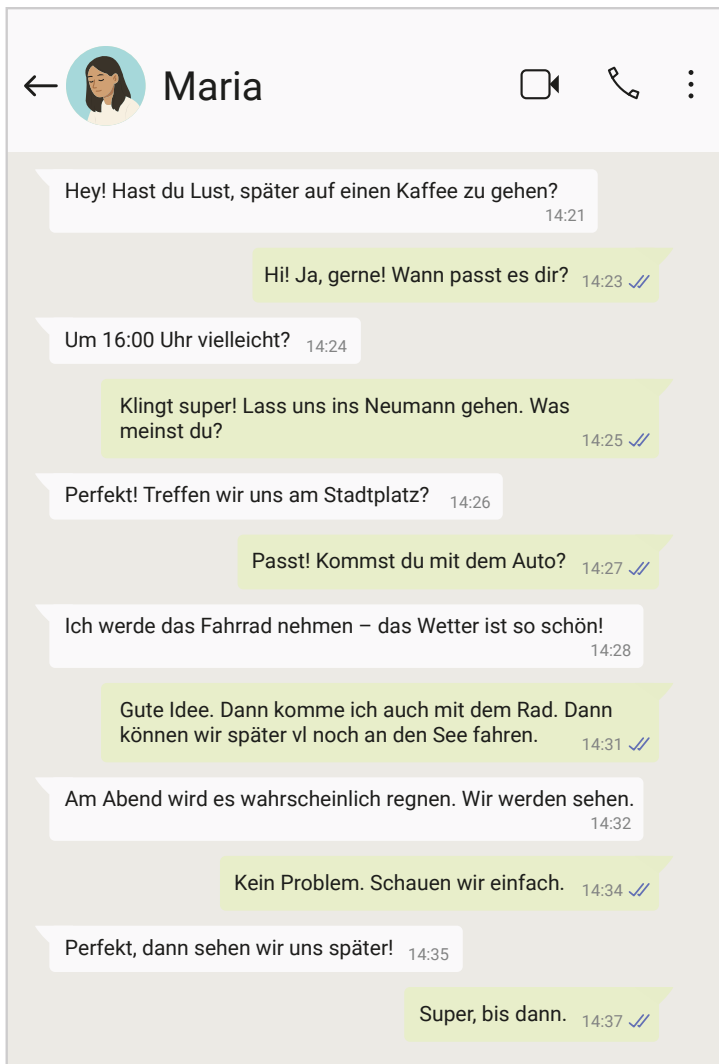 Maria
Hey! Hast du Lust, später auf einen Kaffee zu gehen?
14:21
Hi! Ja, gerne! Wann passt es dir? 14:23
Um 16:00 Uhr vielleicht? 14:24
Klingt super! Lass uns ins Neumann gehen. Was
meinst du? 14:25
Perfekt! Treffen wir uns am Stadtplatz? 14:26
Passt! Kommst du mit dem Auto? 14:27
Ich werde das Fahrrad nehmen – das Wetter ist so schön!
14:28
Gute Idee. Dann komme ich auch mit dem Rad. Dann
können wir später vl noch an den See fahren. 14:31
Am Abend wird es wahrscheinlich regnen. Wir werden sehen.
14:32
Kein Problem. Schauen wir einfach. 14:34
Perfekt, dann sehen wir uns später! 14:35
Super, bis dann. 14:37